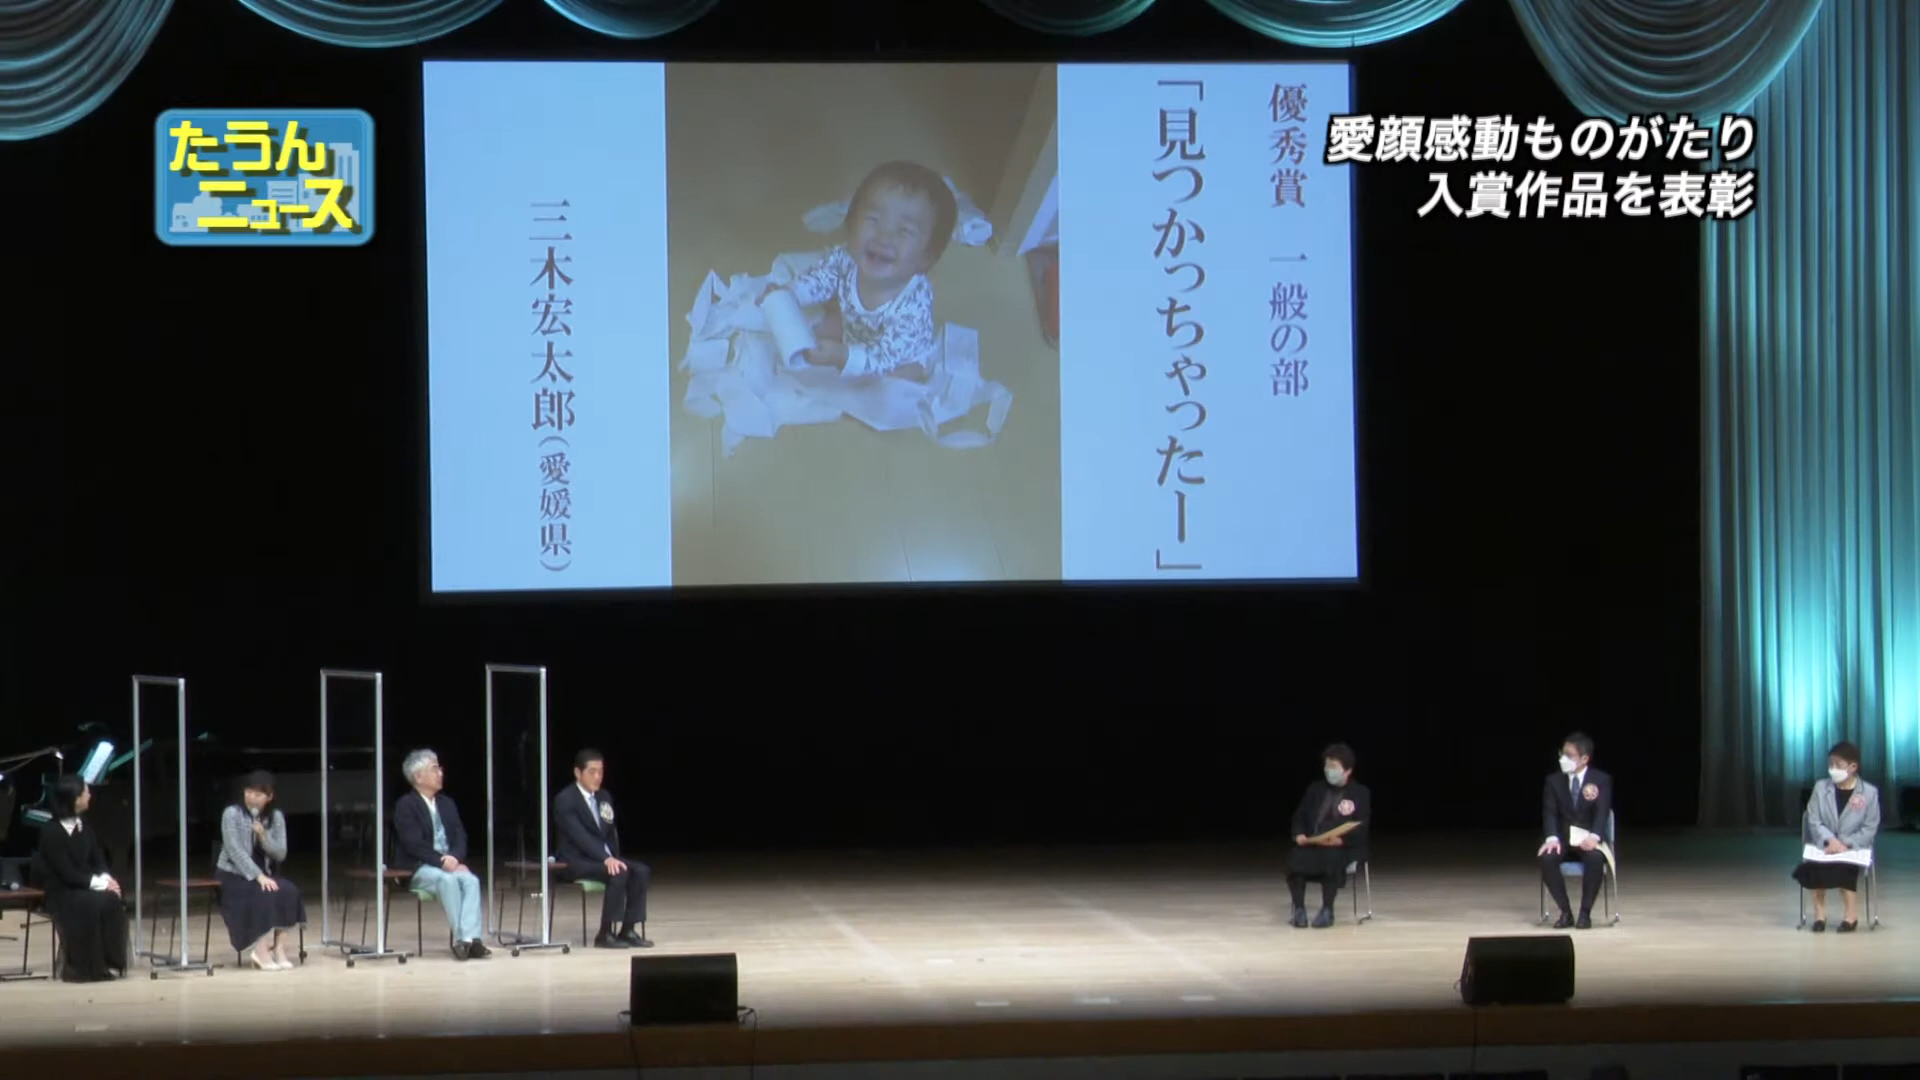 たうん
ニュース
愛顔感動ものがたり
入賞作品を表彰
優秀賞　一般の部
「見つかっちゃったー」
三木宏太郎（愛媛県）